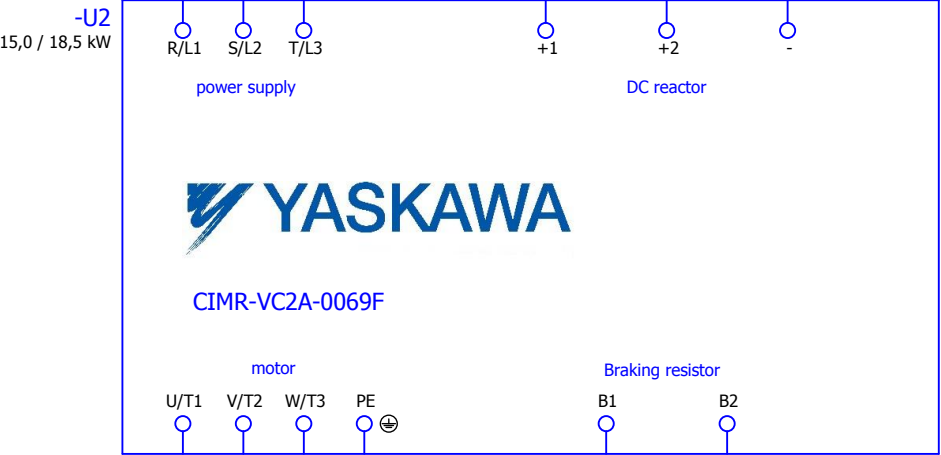 -U2
15,0 / 18,5 kW
R/L1 S/L2 T/L3 +1 +2 -
power supply DC reactor
YASKAWA
CIMR-VC2A-0069F
motor Braking resistor
U/T1 V/T2 W/T3 PE B1 B2